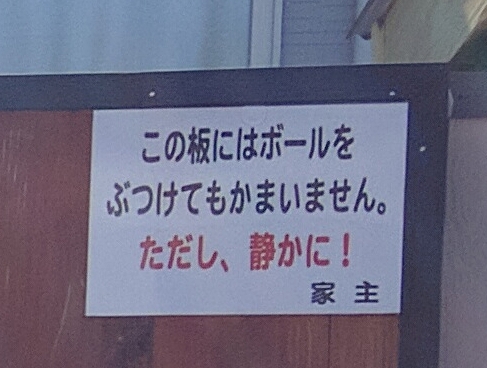 この板にはボールを
ぶつけてもかまいません。
ただし、静かに！
家主